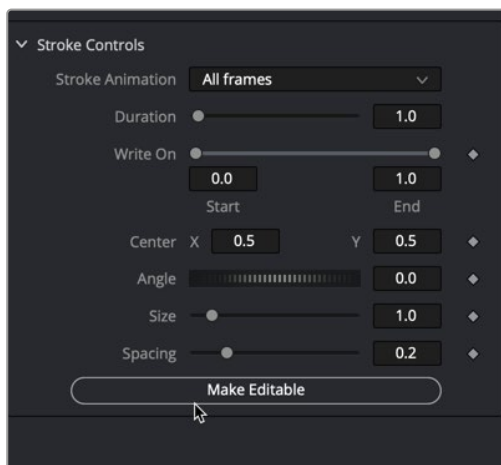 Stroke Controls
Stroke Animation All frames
Duration 1.0
Write On
0.0 1.0
Start End
Center X 0.5 Y 0.5
Angle 0.0
Size 1.0
Spacing 0.2
Make Editable